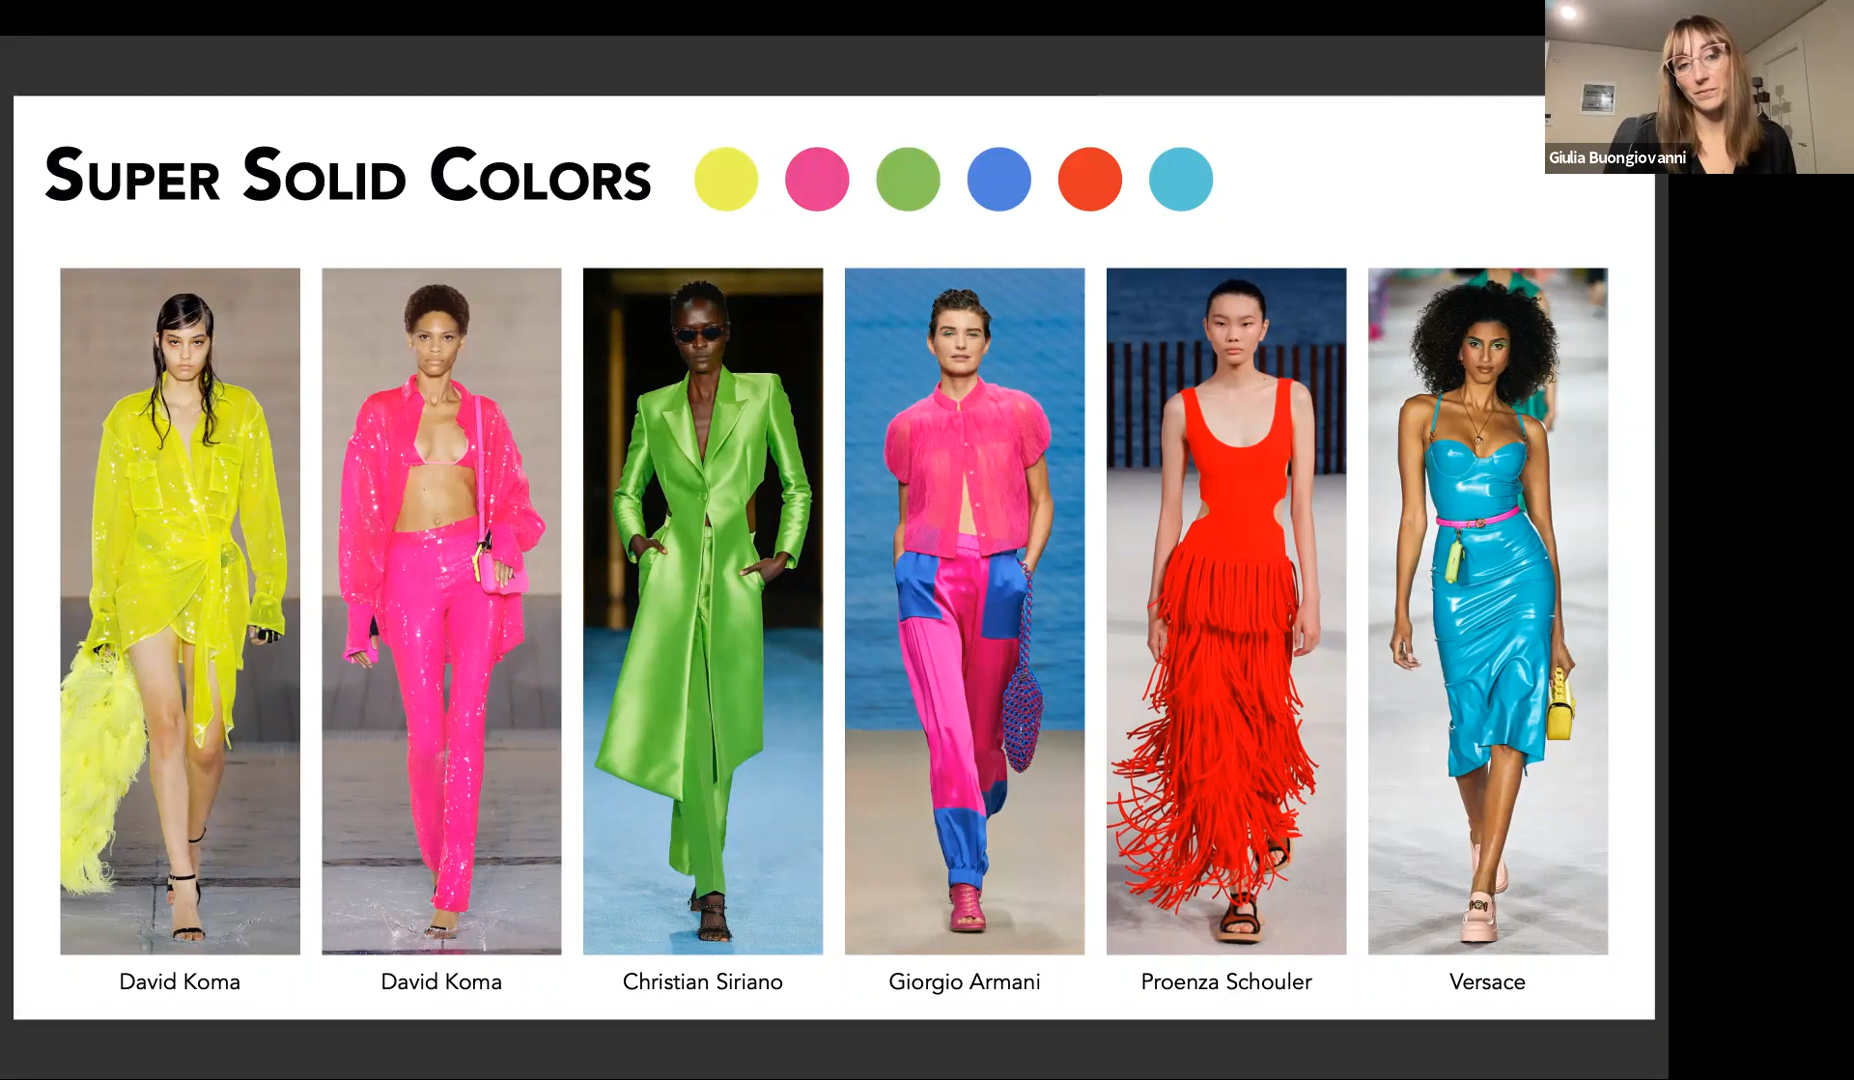 Super Solid Colors
Giulia Buongiovanni
David Koma
David Koma
Christian Siriano
Giorgio Armani
Proenza Schouler
Versace